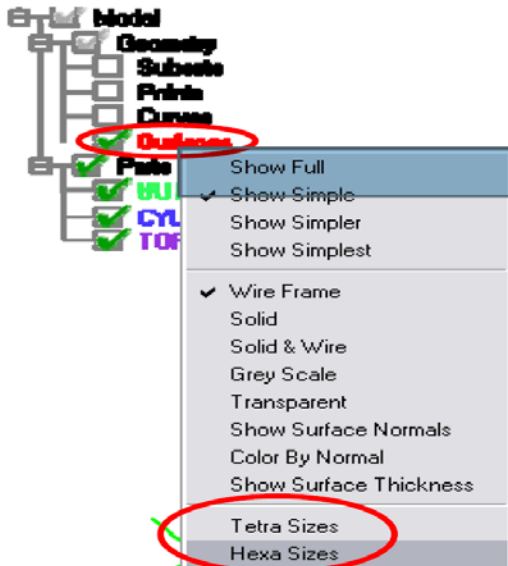 Model
Geometry
Subsets
Points
Curves
Surfaces
Parts
Show Full
Show Simple
CYL
Show Simpler
Show Simplest
Wire Frame
Solid
Solid & Wire
Grey Scale
Transparent
Show Surface Normals
Color By Normal
Show Surface Thickness
Tetra Sizes
Hexa Sizes